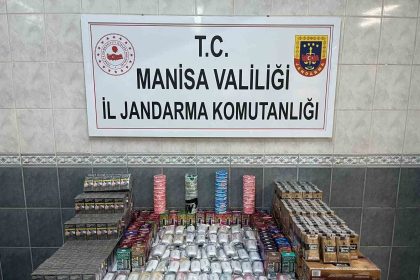 T.C.
MANİSA VALİLİĞİ
İL JANDARMA KOMUTANLIĞI